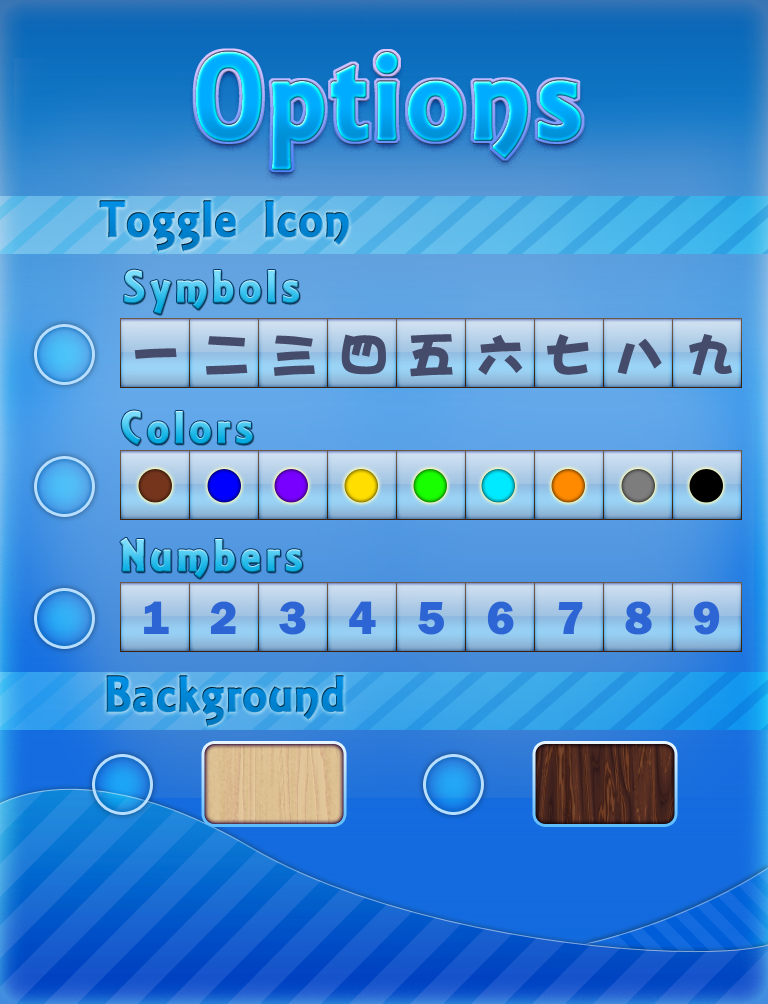 Options
Toggle Icon
Symbols
一 二 三 四 五 六 七 八 九
Colors
Numbers
1 2 3 4 5 6 7 8 9
Background